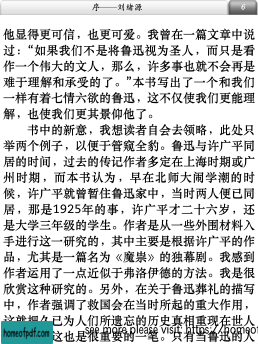 序——刘绪源 6
他显得更可信，也更可爱。我曾在一篇文章中说
过：“如果我们不是将鲁迅视为圣人，而只是看
作一个伟大的文人，那么，许多事也就不会再是
难于理解和承受的了。”本书写出了一个和我们
一样有着七情六欲的鲁迅，这不仅使我们更能理
解，也使我们更其景仰他了。
书中的新意，我想读者自会去领略，此处只
举两个例子，以便于管窥全豹。鲁迅与许广平同
居的时间，过去的传记作者多定在上海时期或广
州时期，而本书认为，早在北师大闹学潮的时
候，许广平就曾暂住鲁迅家中，当时两人便已同
居，那是1925年的事，许广平才二十六岁，还
是大学三年级的学生。作者是从一些外围材料入
手进行这一研究的，其中主要是根据许广平的作
品，尤其是一篇名为《魔祟》的独幕剧。我感到
作者运用了一点近似于弗洛伊德的方法。我是很
欣赏这种研究的。另外，在关于鲁迅葬礼的描写
中，作者强调了救国会在当时所起的重大作用，
这就把久已为人们所遗忘的历史真相重现在世人
这也是很重要的一笔。只有当鲁迅的人
homeofpdf.com
see more please visit: https://homeof